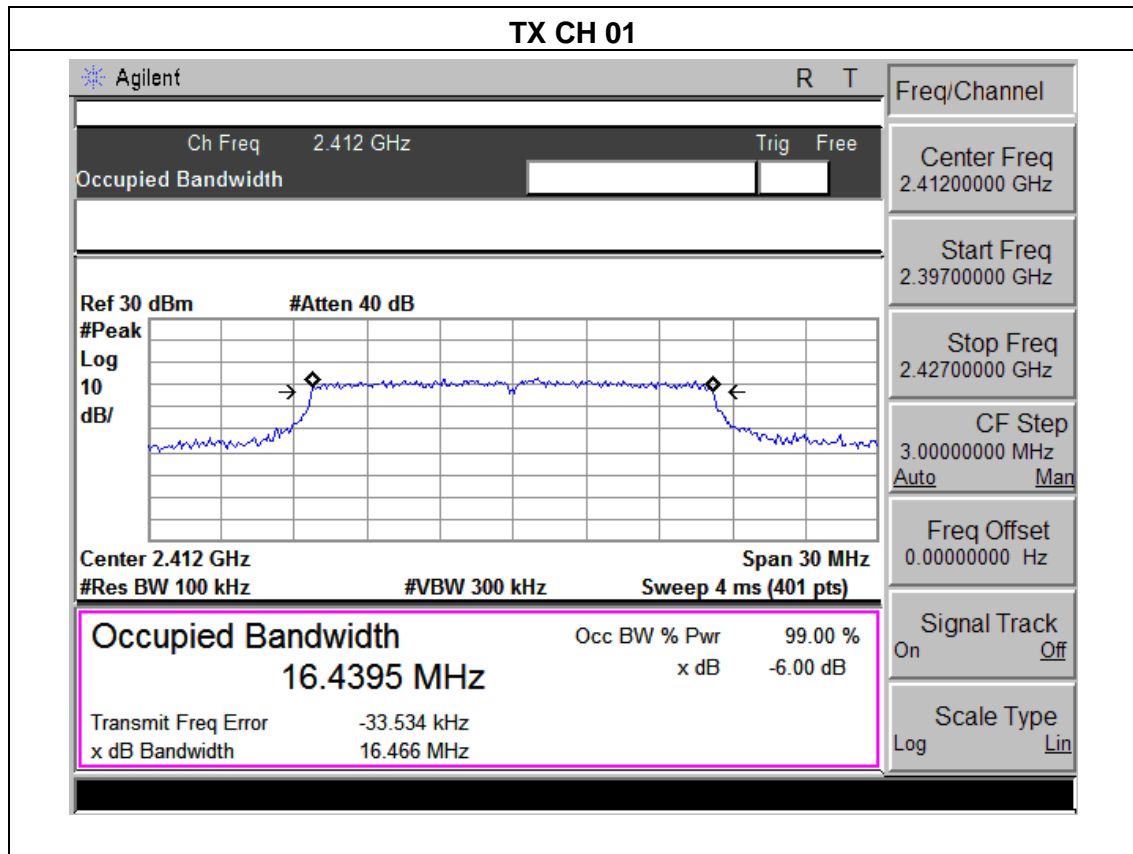 TX CH 01
Agilent R T
Freq/Channel
Ch Freq 2.412 GHz Trig Free
Occupied Bandwidth
Center Freq
2.41200000 GHz
Start Freq
2.39700000 GHz
Ref 30 dBm #Atten 40 dB
#Peak
Log
10
dB/
Stop Freq
2.42700000 GHz
CF Step
3.00000000 MHz
Auto Man
Center 2.412 GHz Span 30 MHz
#Res BW 100 kHz #VBW 300 kHz Sweep 4 ms (401 pts)
Freq Offset
0.00000000 Hz
Occupied Bandwidth Occ BW % Pwr 99.00 %
16.4395 MHz x dB -6.00 dB
Transmit Freq Error -33.534 kHz
x dB Bandwidth 16.466 MHz
Signal Track
On Off
Scale Type
Log Lin